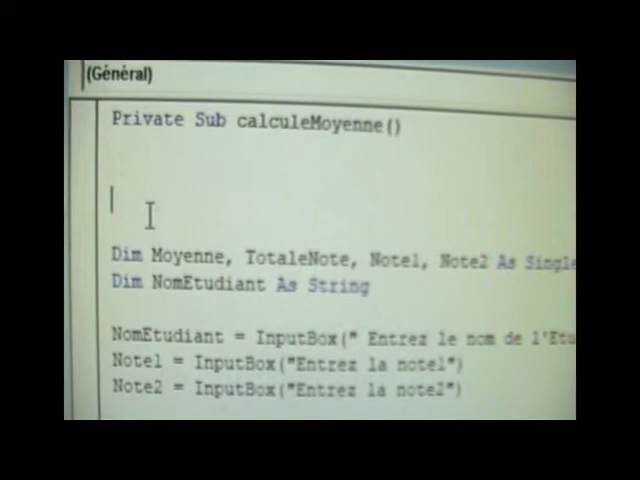 (Général)
Private Sub calculeMoyenne()
Dim Moyenne, TotaleNote, Note1, Note2 As Single
Dim NomEtudiant As String
NomEtudiant = InputBox(" Entrez le nom de l'Etu
Note1 = InputBox("Entrez la note1")
Note2 = InputBox("Entrez la note2")